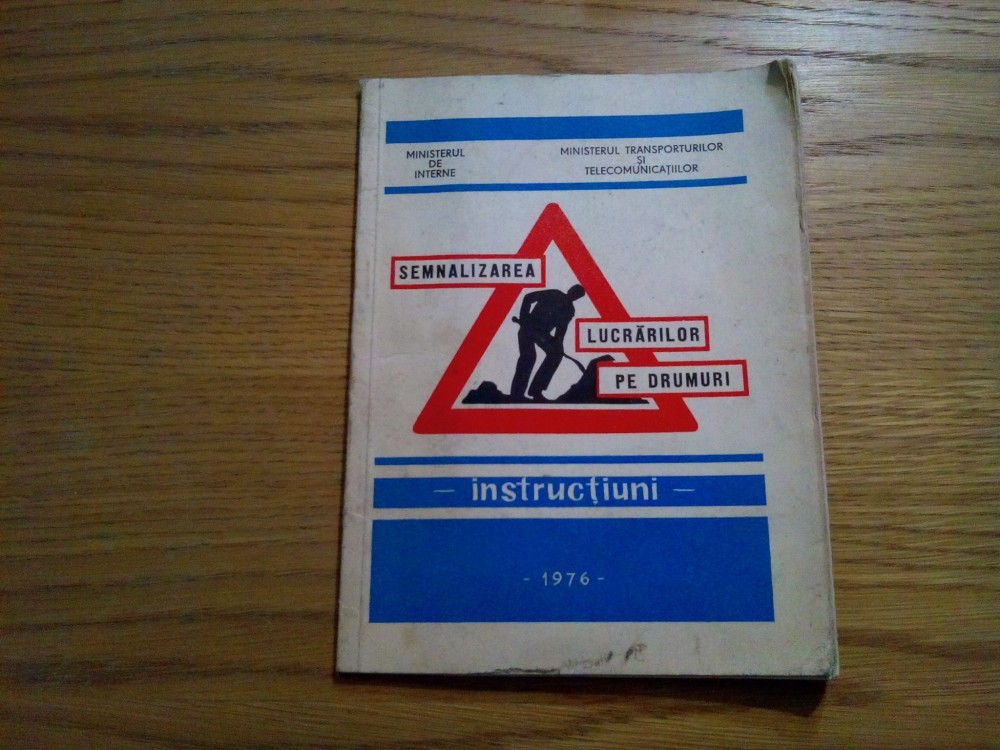 MINISTERUL
DE
INTERNE
MINISTERUL TRANSPORTURILOR
ȘI
TELECOMUNICAȚIILOR
SEMNALIZAREA
LUCRĂRILOR
PE DRUMURI
- instrucțiuni -
- 1976 -